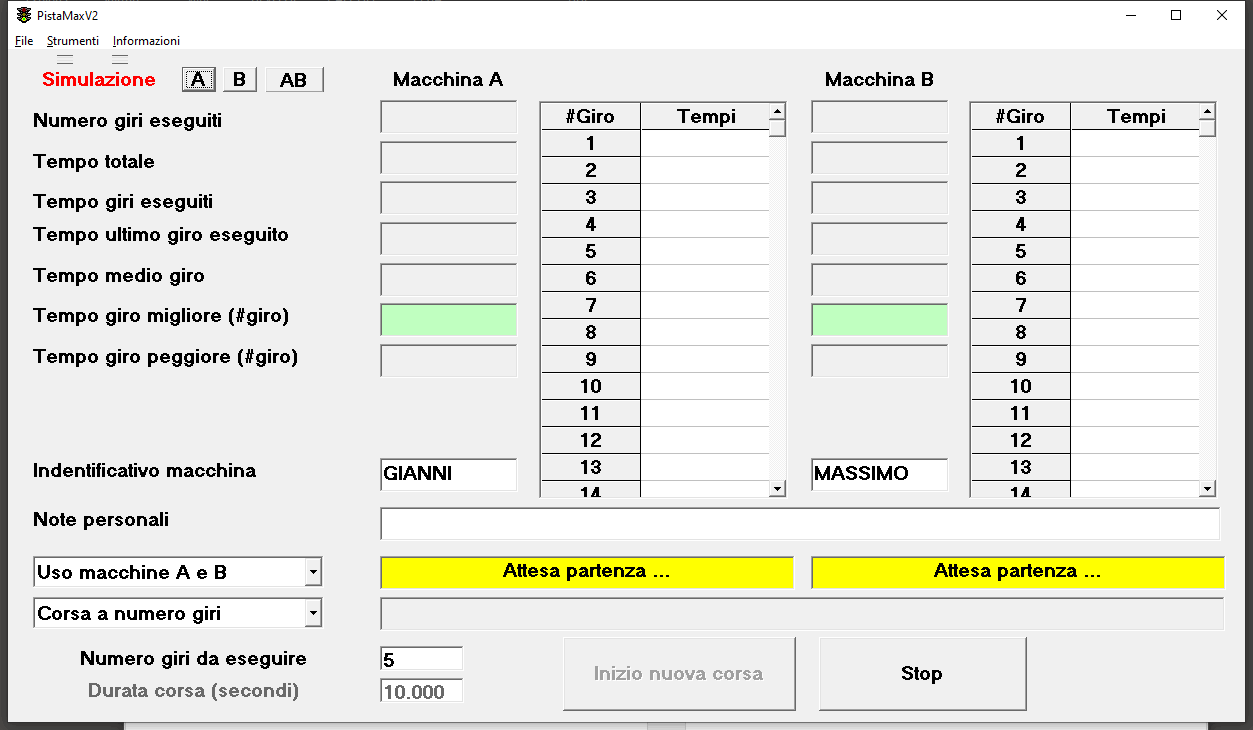 PistaMaxV2
File Strumenti Informazioni
Simulazione A B AB Macchina A Macchina B
Numero giri eseguiti
Tempo totale
Tempo giri eseguiti
Tempo ultimo giro eseguito
Tempo medio giro
Tempo giro migliore (#giro)
Tempo giro peggiore (#giro)
#Giro Tempi
1
2
3
4
5
6
7
8
9
10
11
12
13
14
#Giro Tempi
1
2
3
4
5
6
7
8
9
10
11
12
13
14
Indentificativo macchina GIANNI MASSIMO
Note personali
Uso macchine A e B Attesa partenza ... Attesa partenza ...
Corsa a numero giri
Numero giri da eseguire 5
Durata corsa (secondi) 10.000
Inizio nuova corsa Stop